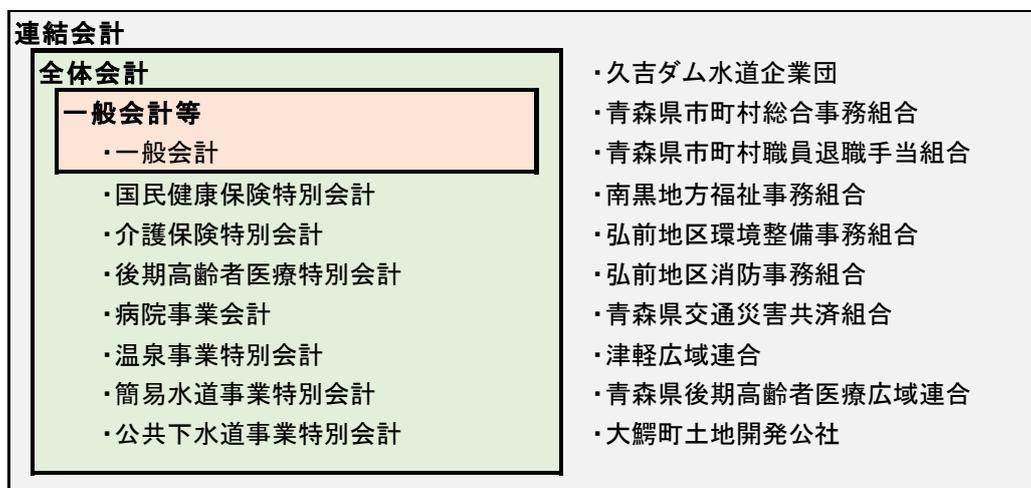 連結会計
全体会計
一般会計等
・一般会計
・国民健康保険特別会計
・介護保険特別会計
・後期高齢者医療特別会計
・病院事業会計
・温泉事業特別会計
・簡易水道事業特別会計
・公共下水道事業特別会計
・久吉ダム水道企業団
・青森県市町村総合事務組合
・青森県市町村職員退職手当組合
・南黒地方福祉事務組合
・弘前地区環境整備事務組合
・弘前地区消防事務組合
・青森県交通災害共済組合
・津軽広域連合
・青森県後期高齢者医療広域連合
・大鰐町土地開発公社